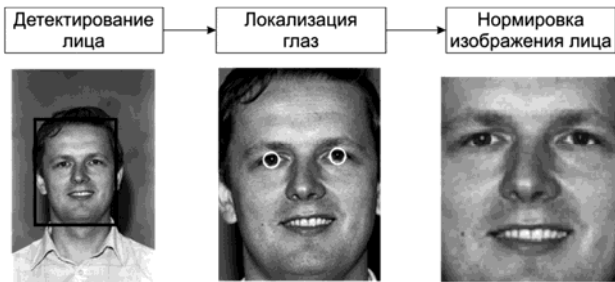 Детектирование
лица
Локализация
глаз
Нормировка
изображения лица